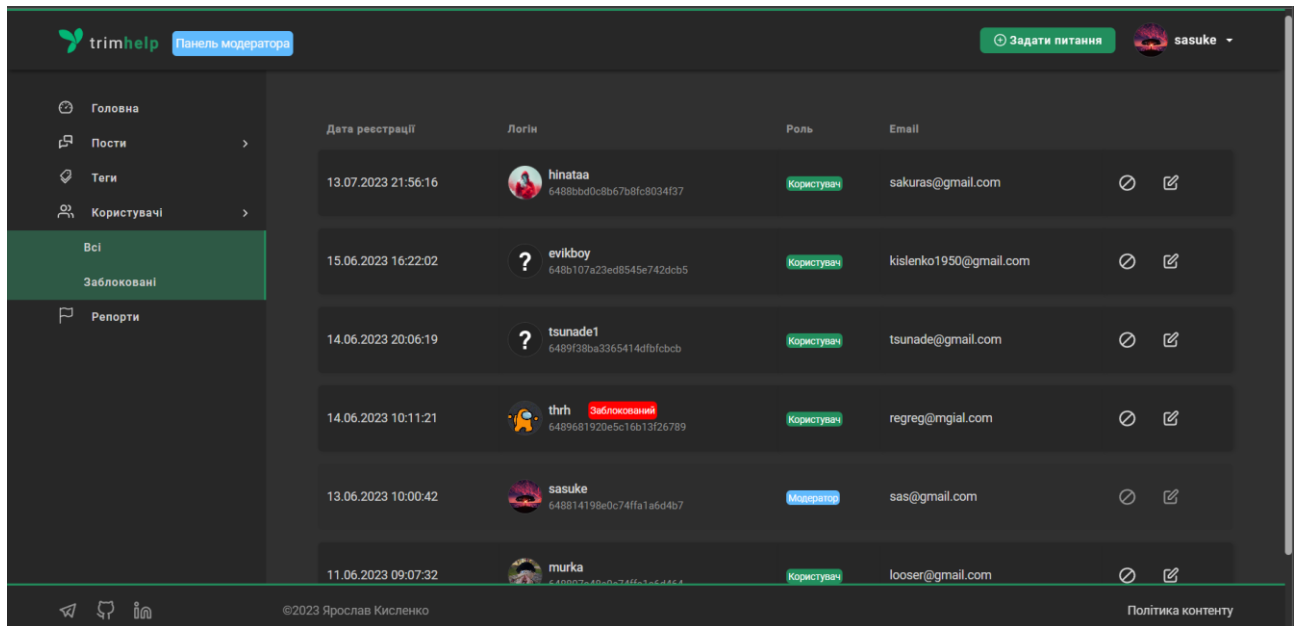 trimhelp Панель модератора Задати питання sasuke
Головна
Пости
Теги
Користувачі
Всі
Заблоковані
Репорти
Дата реєстрації Логін Роль Email
13.07.2023 21:56:16 hinataa Користувач sakuras@gmail.com
6488bbd0c8b67b8fc8034f37
15.06.2023 16:22:02 evikboy Користувач kislenko1950@gmail.com
648b107a23ed8545e742dcb5
14.06.2023 20:06:19 tsunade1 Користувач tsunade@gmail.com
6489f38ba3365414dfbfcbcb
14.06.2023 10:11:21 thrh Заблокований Користувач regreg@mgial.com
6489681920e5c16b13f26789
13.06.2023 10:00:42 sasuke Модератор sas@gmail.com
648814198e0c74ffa1a6d4b7
11.06.2023 09:07:32 murka Користувач looser@gmail.com
©2023 Ярослав Кисленко Політика контенту